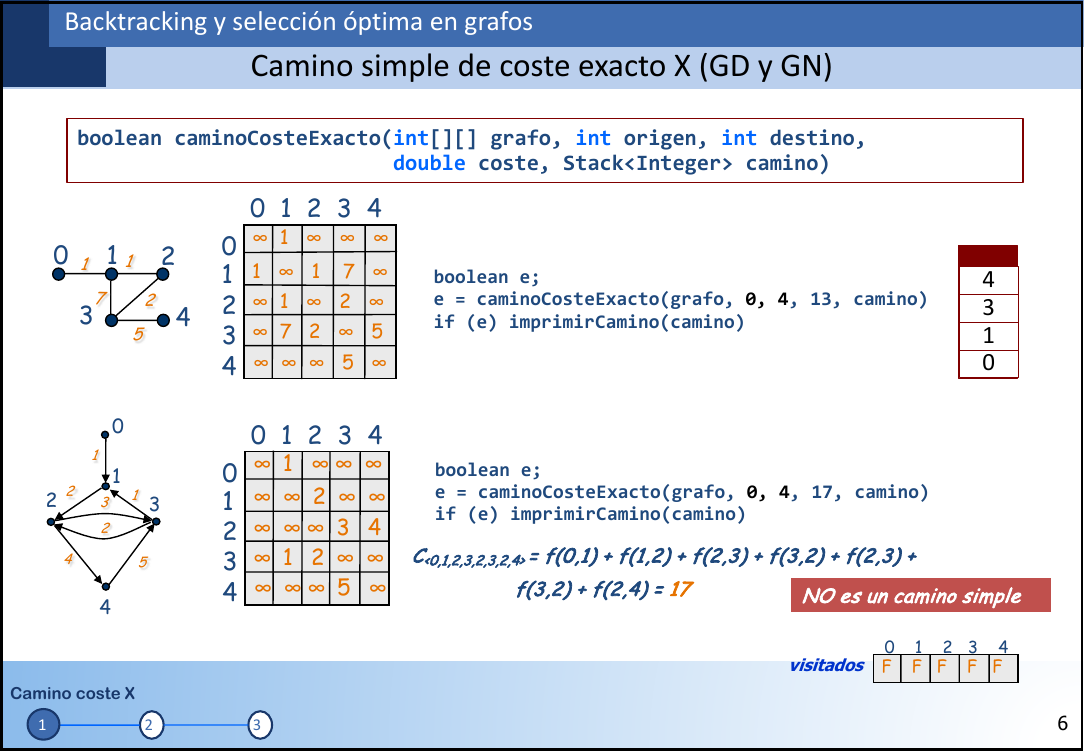 Backtracking y selección óptima en grafos
Camino simple de coste exacto X (GD y GN)
boolean caminoCosteExacto(int[][] grafo, int origen, int destino,
double coste, Stack<Integer> camino)
0 1 2 3 4
0 ∞ 1 ∞ ∞ ∞
1 1 ∞ 1 7 ∞
2 ∞ 1 ∞ 2 ∞
3 ∞ 7 2 ∞ 5
4 ∞ ∞ ∞ 5 ∞
0 1 1 1 2
7 2
3 4
5
boolean e;
e = caminoCosteExacto(grafo, 0, 4, 13, camino)
if (e) imprimirCamino(camino)
4
3
1
0
0
1
1
2 2 3 1 3
2
4 5
4
0 1 2 3 4
0 ∞ 1 ∞ ∞ ∞
1 ∞ ∞ 2 ∞ ∞
2 ∞ ∞ ∞ 3 4
3 ∞ 1 2 ∞ ∞
4 ∞ ∞ ∞ 5 ∞
boolean e;
e = caminoCosteExacto(grafo, 0, 4, 17, camino)
if (e) imprimirCamino(camino)
C<0,1,2,3,2,3,2,4> = f(0,1) + f(1,2) + f(2,3) + f(3,2) + f(2,3) +
f(3,2) + f(2,4) = 17
NO es un camino simple
0 1 2 3 4
visitados F F F F F
Camino coste X
1 2 3
6